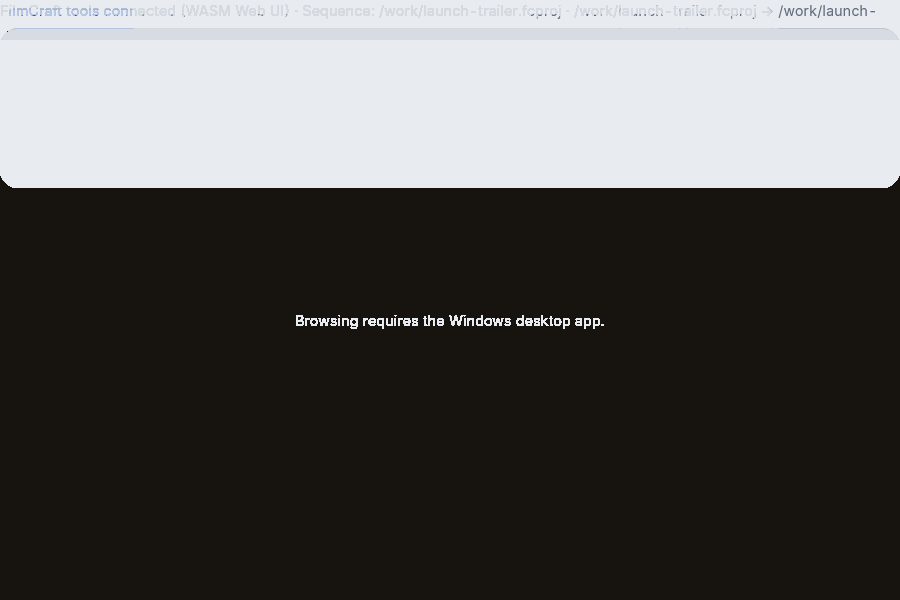 FilmCraft tools connected (WASM Web UI) · Sequence: /work/launch-trailer.fcproj · /work/launch-trailer.fcproj → /work/launch-
Browsing requires the Windows desktop app.